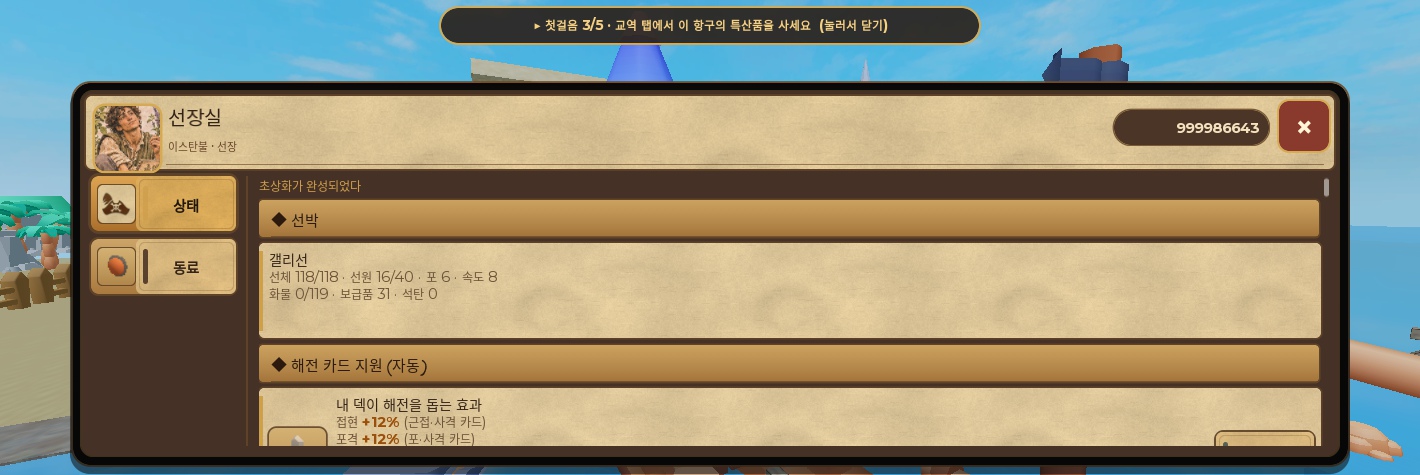 ▸ 첫걸음 3/5 · 교역 탭에서 이 항구의 특산품을 사세요 (눌러서 닫기)
선장실
이스탄불 · 선장
999986643
×
상태
동료
초상화가 완성되었다
◆ 선박
갤리선
선체 118/118 · 선원 16/40 · 포 6 · 속도 8
화물 0/119 · 보급품 31 · 석탄 0
◆ 해전 카드 지원 (자동)
내 덱이 해전을 돕는 효과
접현 +12% (근접·사격 카드)
포격 +12% (포·사격 카드)